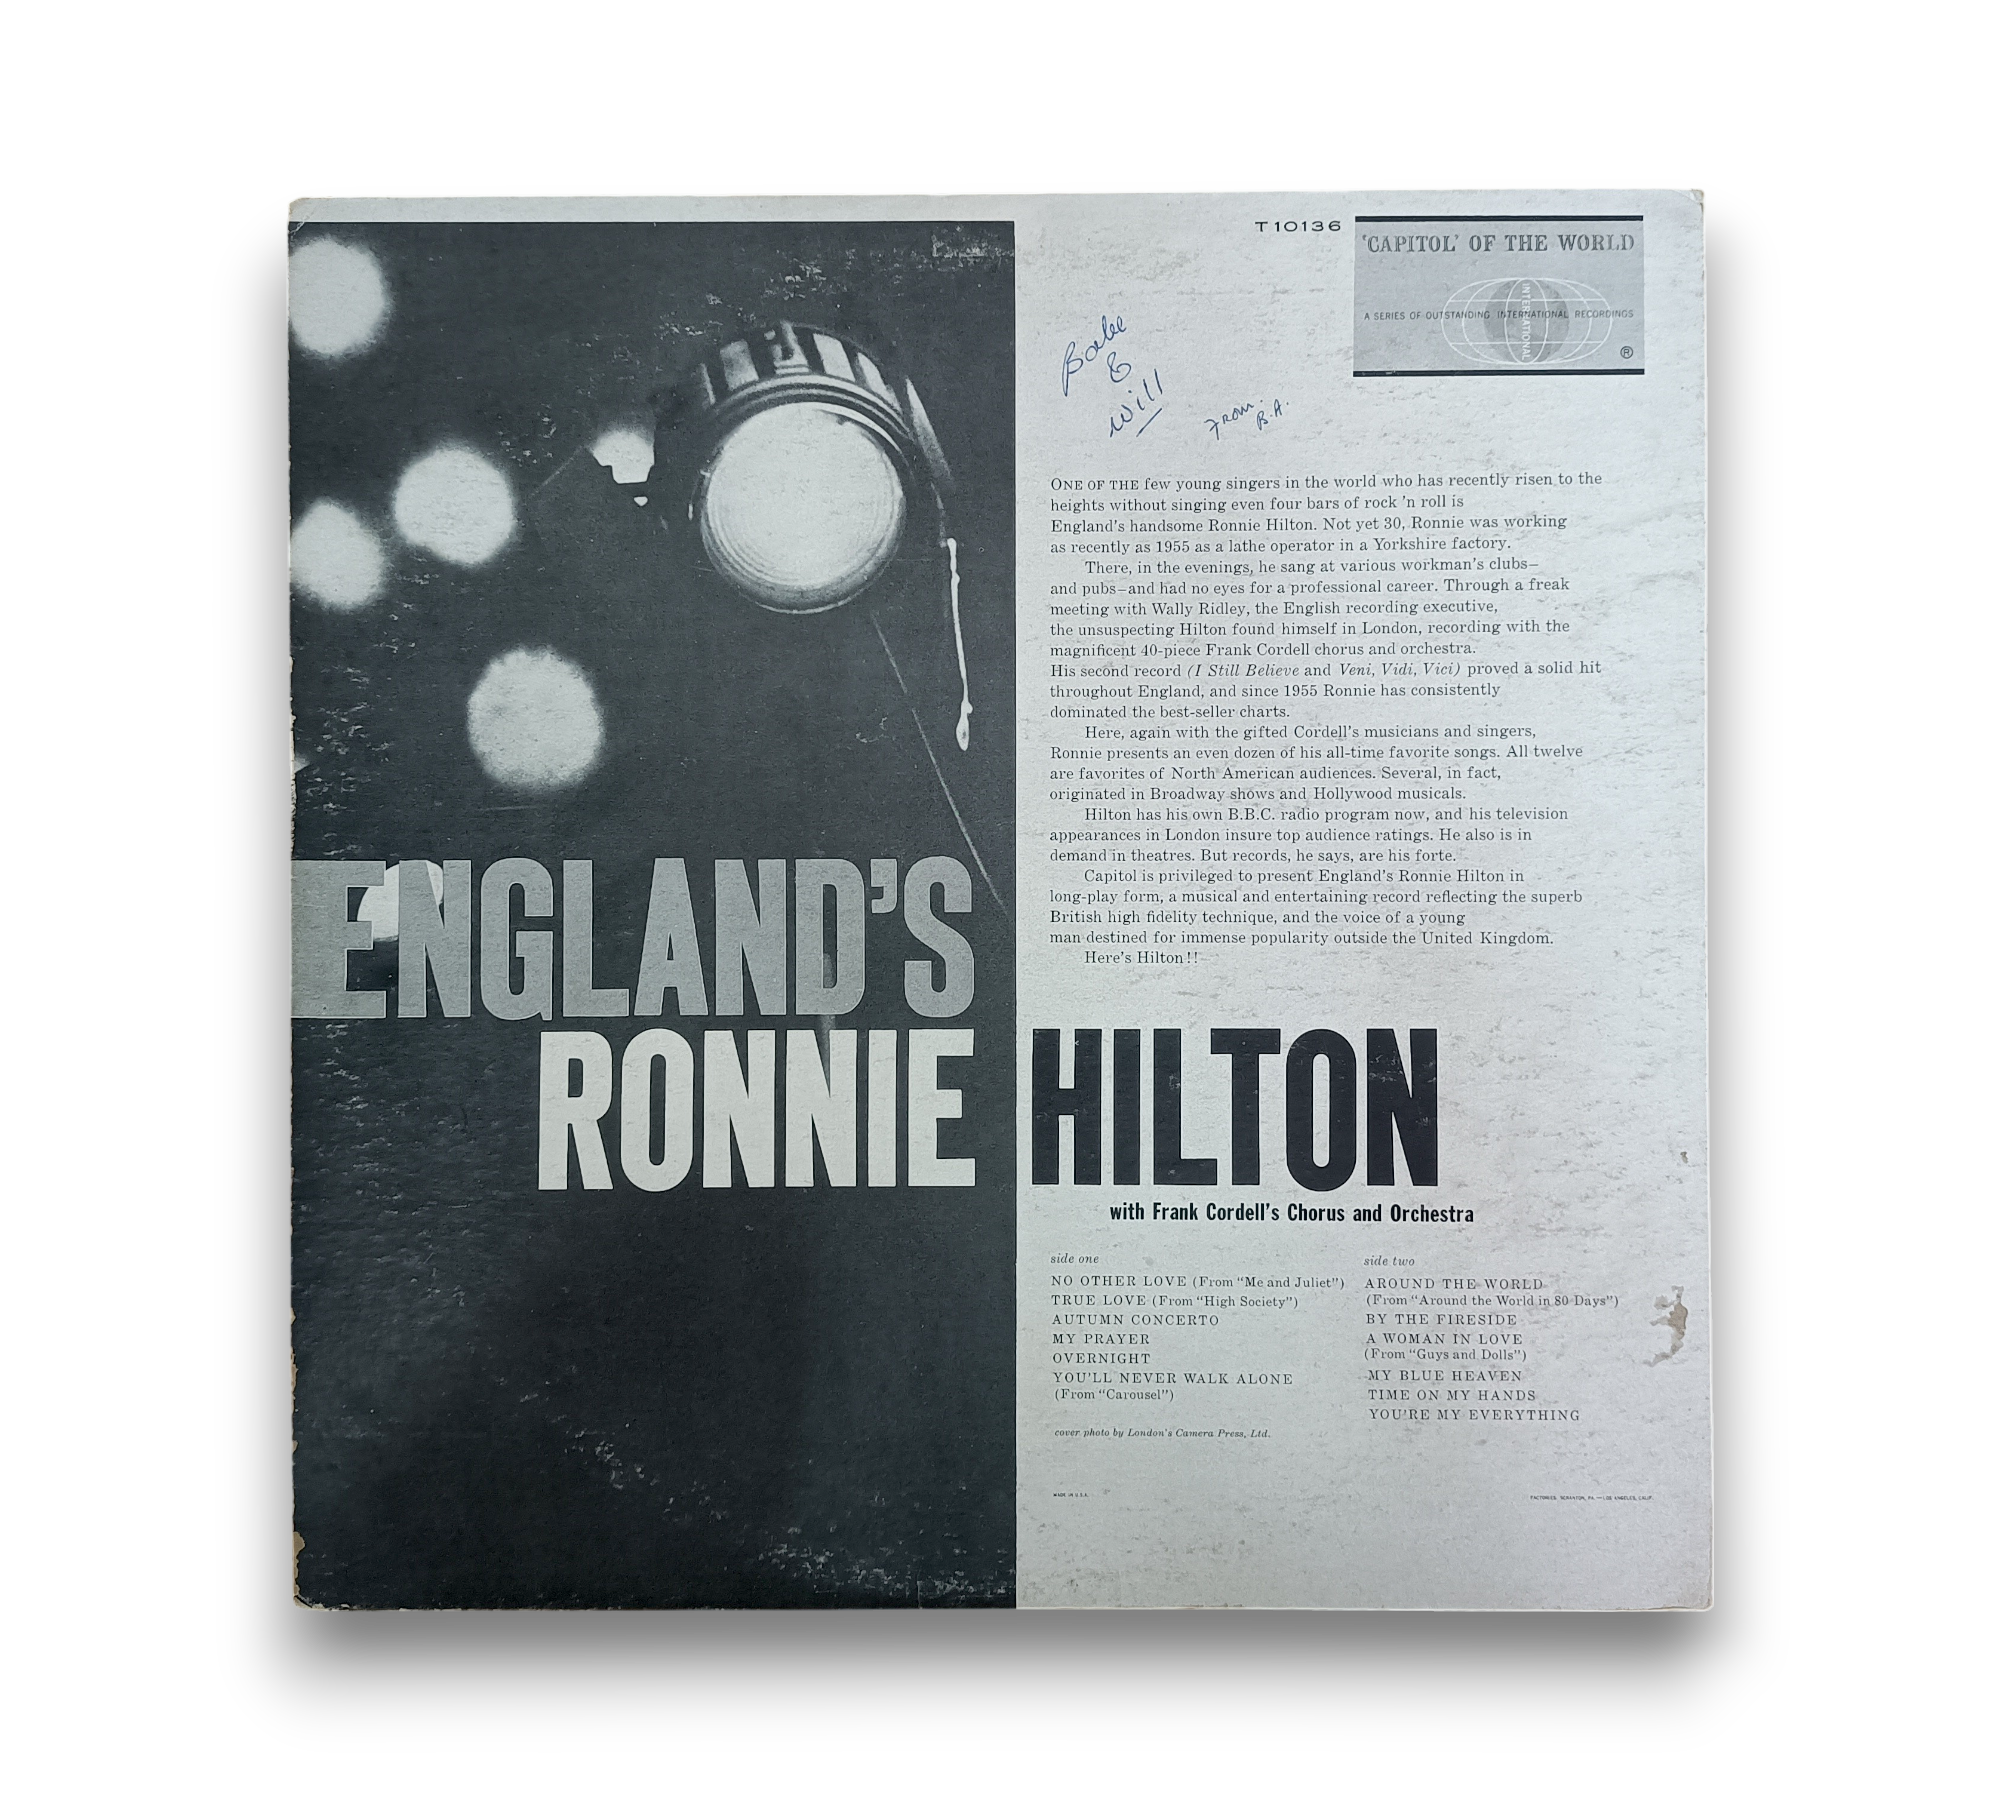 T 10136
'CAPITOL' OF THE WORLD
A SERIES OF OUTSTANDING INTERNATIONAL RECORDINGS
INTERNATIONAL
®
&
Will
From.
B.A.
ONE OF THE few young singers in the world who has recently risen to the
heights without singing even four bars of rock 'n roll is
England's handsome Ronnie Hilton. Not yet 30, Ronnie was working
as recently as 1955 as a lathe operator in a Yorkshire factory.
There, in the evenings, he sang at various workman's clubs–
and pubs–and had no eyes for a professional career. Through a freak
meeting with Wally Ridley, the English recording executive,
the unsuspecting Hilton found himself in London, recording with the
magnificent 40-piece Frank Cordell chorus and orchestra.
His second record (I Still Believe and Veni, Vidi, Vici) proved a solid hit
throughout England, and since 1955 Ronnie has consistently
dominated the best-seller charts.
Here, again with the gifted Cordell's musicians and singers,
Ronnie presents an even dozen of his all-time favorite songs. All twelve
are favorites of North American audiences. Several, in fact,
originated in Broadway shows and Hollywood musicals.
Hilton has his own B.B.C. radio program now, and his television
appearances in London insure top audience ratings. He also is in
demand in theatres. But records, he says, are his forte.
Capitol is privileged to present England's Ronnie Hilton in
long-play form, a musical and entertaining record reflecting the superb
British high fidelity technique, and the voice of a young
man destined for immense popularity outside the United Kingdom.
Here's Hilton!!
ENGLAND'S
RONNIE HILTON
with Frank Cordell's Chorus and Orchestra
side one
NO OTHER LOVE (From "Me and Juliet")
TRUE LOVE (From "High Society")
AUTUMN CONCERTO
MY PRAYER
OVERNIGHT
YOU'LL NEVER WALK ALONE
(From "Carousel")
side two
AROUND THE WORLD
(From "Around the World in 80 Days")
BY THE FIRESIDE
A WOMAN IN LOVE
(From "Guys and Dolls")
MY BLUE HEAVEN
TIME ON MY HANDS
YOU'RE MY EVERYTHING
cover photo by London's Camera Press, Ltd.
MADE IN U.S.A.
FACTORIES: SCRANTON, PA.—LOS ANGELES, CALIF.